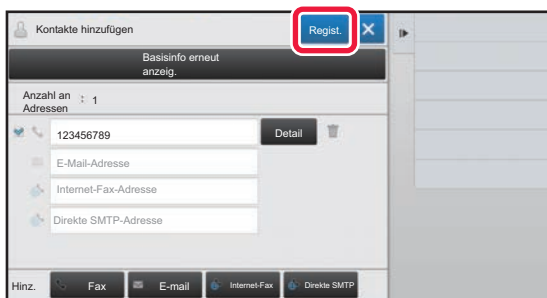 Kontakte hinzufügen
Regist.
Basisinfo erneut
anzeig.
Anzahl an
Adressen : 1
123456789
Detail
E-Mail-Adresse
Internet-Fax-Adresse
Direkte SMTP-Adresse
Hinz. Fax E-mail Internet-Fax Direkte SMTP